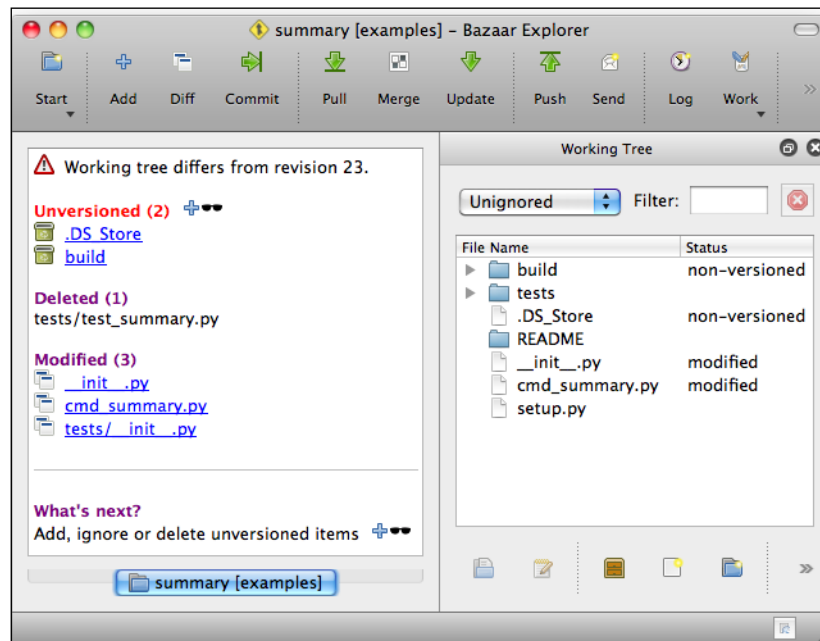 summary [examples] – Bazaar Explorer
Start Add Diff Commit Pull Merge Update Push Send Log Work
Working tree differs from revision 23.
Unversioned (2)
.DS_Store
build
Deleted (1)
tests/test_summary.py
Modified (3)
__init__.py
cmd_summary.py
tests/__init__.py
What's next?
Add, ignore or delete unversioned items
summary [examples]
Working Tree
Unignored Filter:
File Name Status
build non-versioned
tests
.DS_Store non-versioned
README
__init__.py modified
cmd_summary.py modified
setup.py